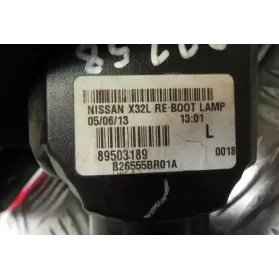 NISSAN X32L RE BOOT LAMP
05/06/13 13:01
L
89503189
0018
B26555BR01A